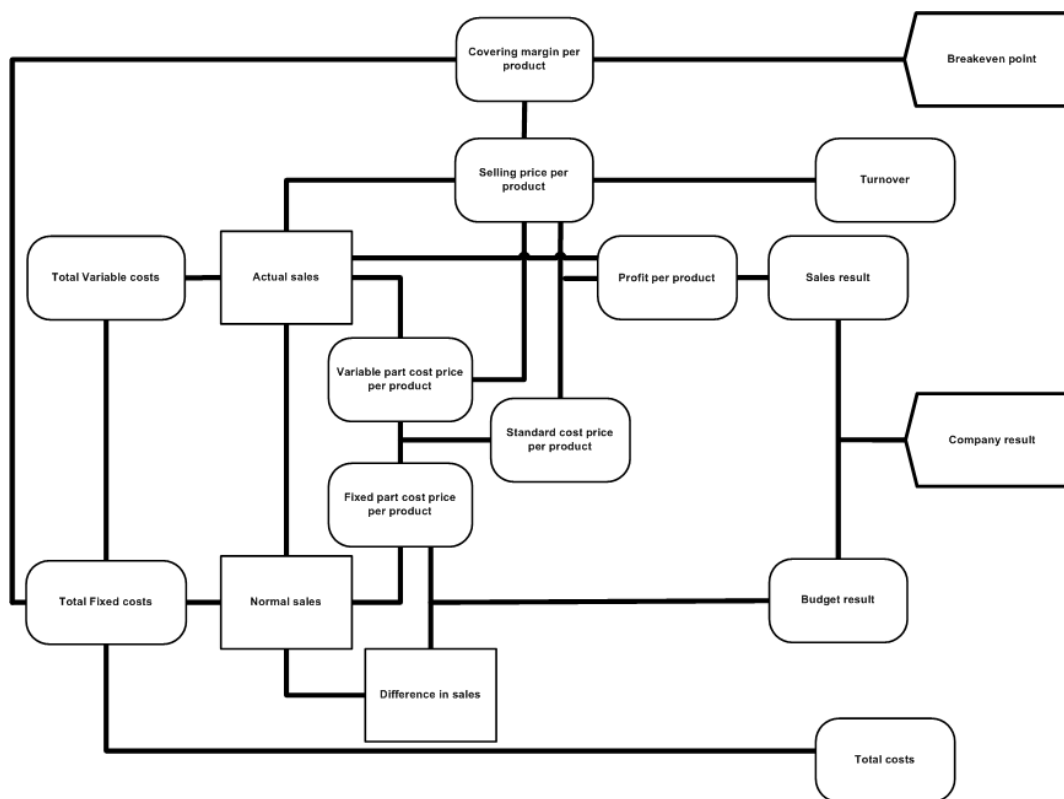 Covering margin per
product
Breakeven point
Selling price per
product
Turnover
Total Variable costs
Actual sales
Profit per product
Sales result
Variable part cost price
per product
Standard cost price
per product
Company result
Fixed part cost price
per product
Total Fixed costs
Normal sales
Budget result
Difference in sales
Total costs